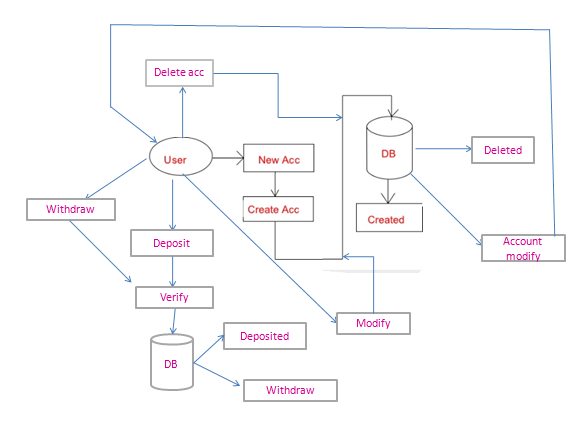 Delete acc
User
New Acc
DB
Deleted
Withdraw
Create Acc
Created
Deposit
Account
modify
Verify
Modify
Deposited
DB
Withdraw